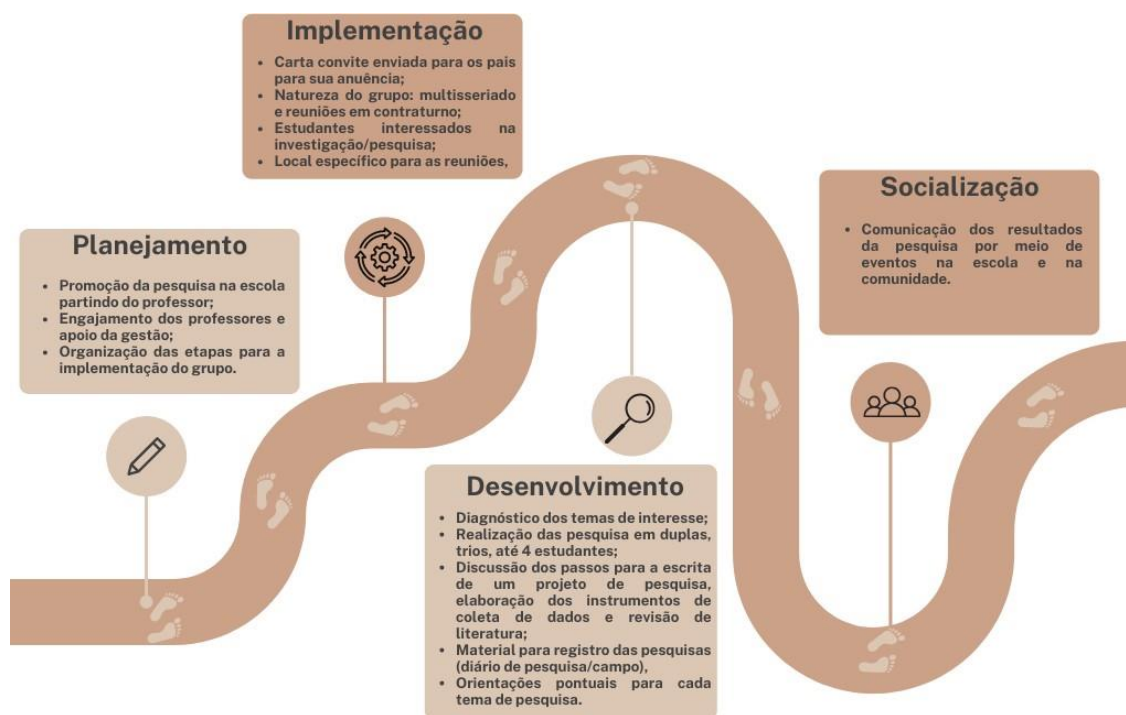 Planejamento
• Promoção da pesquisa na escola
partindo do professor;
• Engajamento dos professores e
apoio da gestão;
• Organização das etapas para a
implementação do grupo.
Implementação
• Carta convite enviada para os pais
para sua anuência;
• Natureza do grupo: multisseriado
e reuniões em contraturno;
• Estudantes interessados na
investigação/pesquisa;
• Local específico para as reuniões,
Desenvolvimento
• Diagnóstico dos temas de interesse;
• Realização das pesquisa em duplas,
trios, até 4 estudantes;
• Discussão dos passos para a escrita
de um projeto de pesquisa,
elaboração dos instrumentos de
coleta de dados e revisão de
literatura;
• Material para registro das pesquisas
(diário de pesquisa/campo),
• Orientações pontuais para cada
tema de pesquisa.
Socialização
• Comunicação dos resultados
da pesquisa por meio de
eventos na escola e na
comunidade.